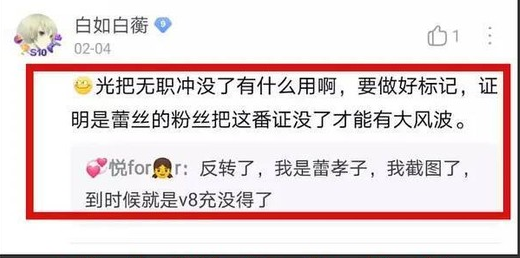 白如白蘅
S10
9
02-04
1
光把无职冲没了有什么用啊，要做好标记，证
明是蕾丝的粉丝把这番证没了才能有大风波。
悦for：反转了，我是蕾孝子，我截图了，
到时候就是v8充没得了